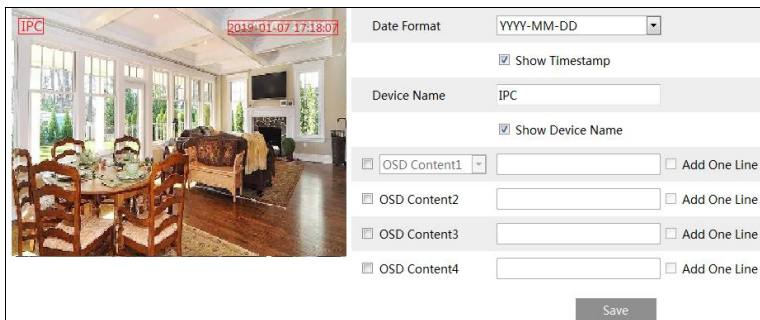 IPC
2019-01-07 17:18:07
Date Format YYYY-MM-DD
Show Timestamp
Device Name IPC
Show Device Name
OSD Content1 Add One Line
OSD Content2 Add One Line
OSD Content3 Add One Line
OSD Content4 Add One Line
Save